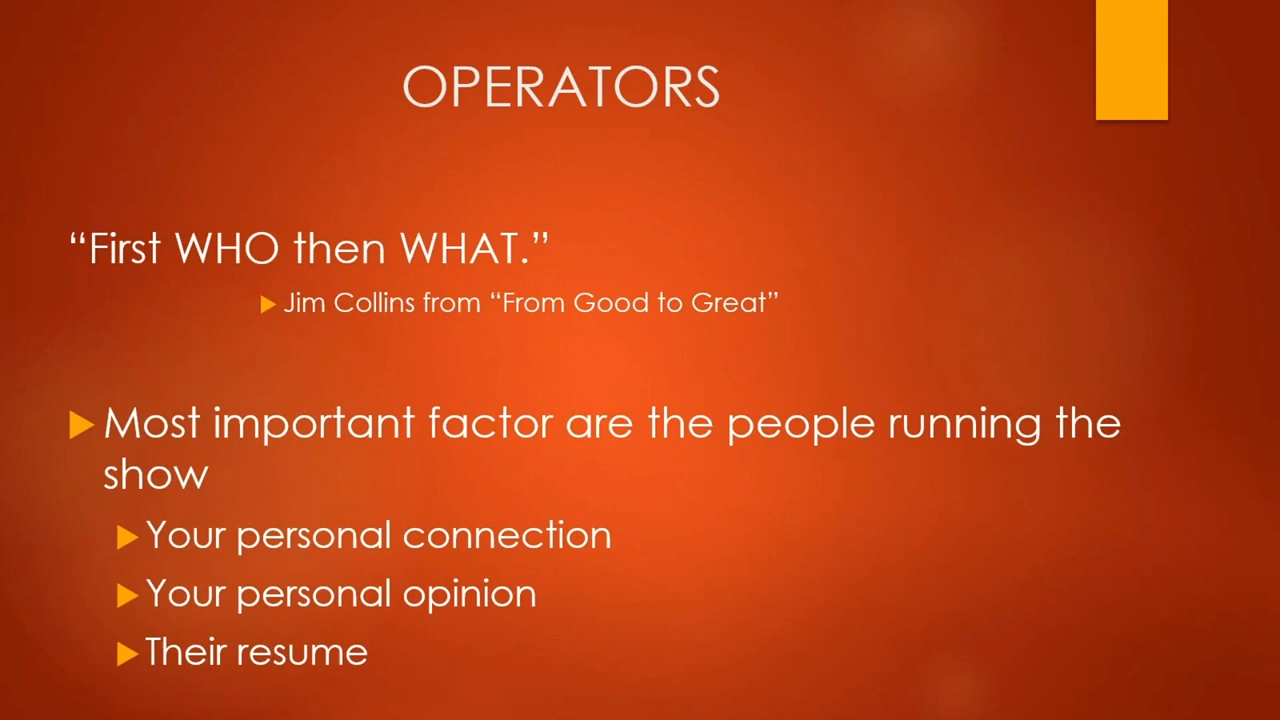 OPERATORS
“First WHO then WHAT.”
Jim Collins from “From Good to Great”
Most important factor are the people running the
show
Your personal connection
Your personal opinion
Their resume